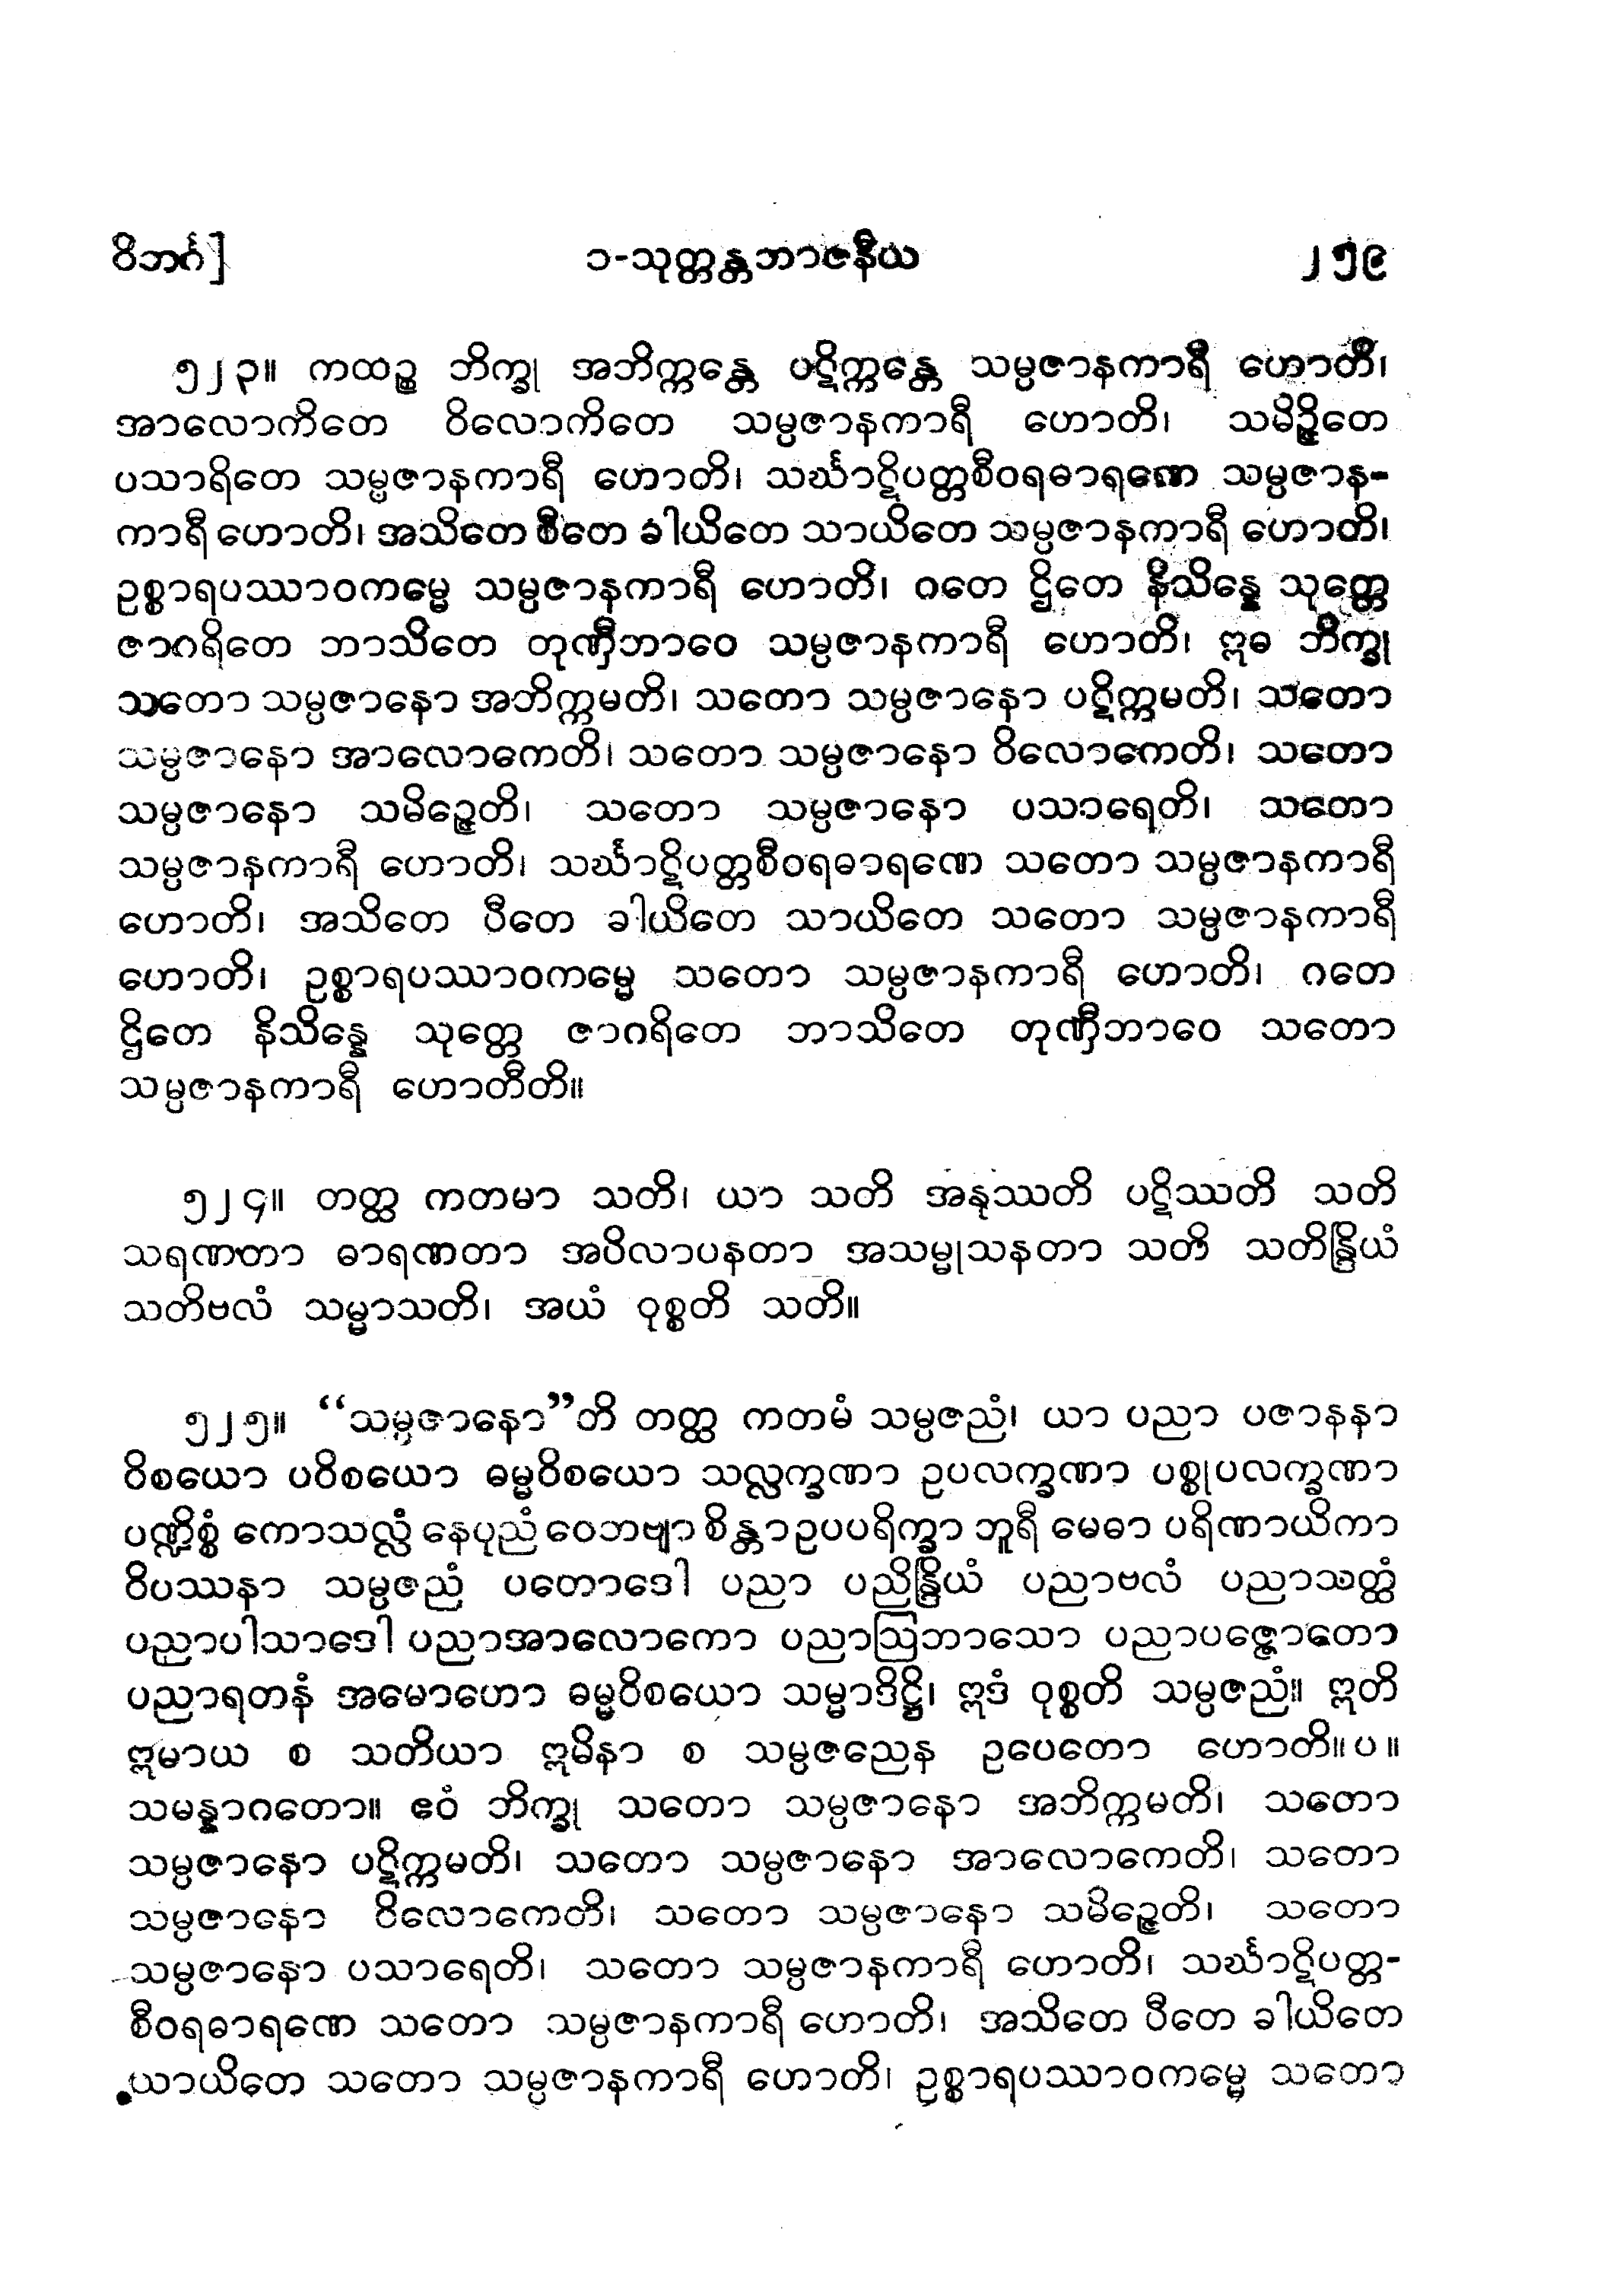 ဝိဘင်္ဂ]	၁-သုတ္တန္တဘာဇနီယ	၂၅၉
၅၂၃။ ကထဉ္စ ဘိက္ခု အဘိက္ကန္တေ ပဋိက္ကန္တေ သမ္ပဇာနကာရီ ဟောတိ၊
အာလောကိတေ ဝိလောကိတေ သမ္ပဇာနကာရီ ဟောတိ၊ သမိဉ္ဇိတေ
ပသာရိတေ သမ္ပဇာနကာရီ ဟောတိ၊ သင်္ဃာဋိပတ္တစီဝရဓာရဏေ သမ္ပဇာန-
ကာရီ ဟောတိ၊ အသိတေ စီတေ ခါယိတေ သာယိတေ သမ္ပဇာနကာရီ ဟောတိ၊
ဥစ္စာရပဿာဝကမ္မေ သမ္ပဇာနကာရီ ဟောတိ၊ ဂတေ ဌိတေ နိသိန္နေ သုတ္တေ
ဇာဂရိတေ ဘာသိတေ တုဏှီဘာဝေ သမ္ပဇာနကာရီ ဟောတိ၊ ဣဓ ဘိက္ခု
သတော သမ္ပဇာနော အဘိက္ကမတိ၊ သတော သမ္ပဇာနော ပဋိက္ကမတိ၊ သတော
သမ္ပဇာနော အာလောကေတိ၊ သတော သမ္ပဇာနော ဝိလောကေတိ၊ သတော
သမ္ပဇာနော သမိဉ္ဇေတိ၊ သတော သမ္ပဇာနော ပသာရေတိ၊ သတော
သမ္ပဇာနကာရီ ဟောတိ၊ သင်္ဃာဋိပတ္တစီဝရဓာရဏေ သတော သမ္ပဇာနကာရီ
ဟောတိ၊ အသိတေ ပီတေ ခါယိတေ သာယိတေ သတော သမ္ပဇာနကာရီ
ဟောတိ၊ ဥစ္စာရပဿာဝကမ္မေ သတော သမ္ပဇာနကာရီ ဟောတိ၊ ဂတေ
ဌိတေ နိသိန္နေ သုတ္တေ ဇာဂရိတေ ဘာသိတေ တုဏှီဘာဝေ သတော
သမ္ပဇာနကာရီ ဟောတီတိ။
၅၂၄။ တတ္ထ ကတမာ သတိ၊ ယာ သတိ အနုဿတိ ပဋိဿတိ သတိ
သရဏတာ ဓာရဏတာ အပိလာပနတာ အသမ္မုသနတာ သတိ သတိန္ဒြိယံ
သတိဗလံ သမ္မာသတိ၊ အယံ ဝုစ္စတိ သတိ။
၅၂၅။ “သမ္ပဇာနော”တိ တတ္ထ ကတမံ သမ္ပဇညံ၊ ယာ ပညာ ပဇာနနာ
ဝိစယော ပဝိစယော ဓမ္မဝိစယော သလ္လက္ခဏာ ဥပလက္ခဏာ ပစ္စုပလက္ခဏာ
ပဏ္ဍိစ္စံ ကောသလ္လံ နေပုညံ ဝေဘဗျာ စိန္တာ ဥပပရိက္ခာ ဘူရီ မေဓာ ပရိဏာယိကာ
ဝိပဿနာ သမ္ပဇညံ ပတောဒေါ ပညာ ပညိန္ဒြိယံ ပညာဗလံ ပညာသတ္ထံ
ပညာပါသာဒေါ ပညာအာလောကော ပညာဩဘာသော ပညာပဇ္ဇောတော
ပညာရတနံ အမောဟော ဓမ္မဝိစယော သမ္မာဒိဋ္ဌိ၊ ဣဒံ ဝုစ္စတိ သမ္ပဇညံ။ ဣတိ
ဣမာယ စ သတိယာ ဣမိနာ စ သမ္ပဇညေန ဥပေတော ဟောတိ။ပ။
သမန္နာဂတော။ ဧဝံ ဘိက္ခု သတော သမ္ပဇာနော အဘိက္ကမတိ၊ သတော
သမ္ပဇာနော ပဋိက္ကမတိ၊ သတော သမ္ပဇာနော အာလောကေတိ၊ သတော
သမ္ပဇာနော ဝိလောကေတိ၊ သတော သမ္ပဇာနော သမိဉ္ဇေတိ၊ သတော
သမ္ပဇာနော ပသာရေတိ၊ သတော သမ္ပဇာနကာရီ ဟောတိ၊ သင်္ဃာဋိပတ္တ-
စီဝရဓာရဏေ သတော သမ္ပဇာနကာရီ ဟောတိ၊ အသိတေ ပီတေ ခါယိတေ
ယာယိတေ သတော သမ္ပဇာနကာရီ ဟောတိ၊ ဥစ္စာရပဿာဝကမ္မေ သတော